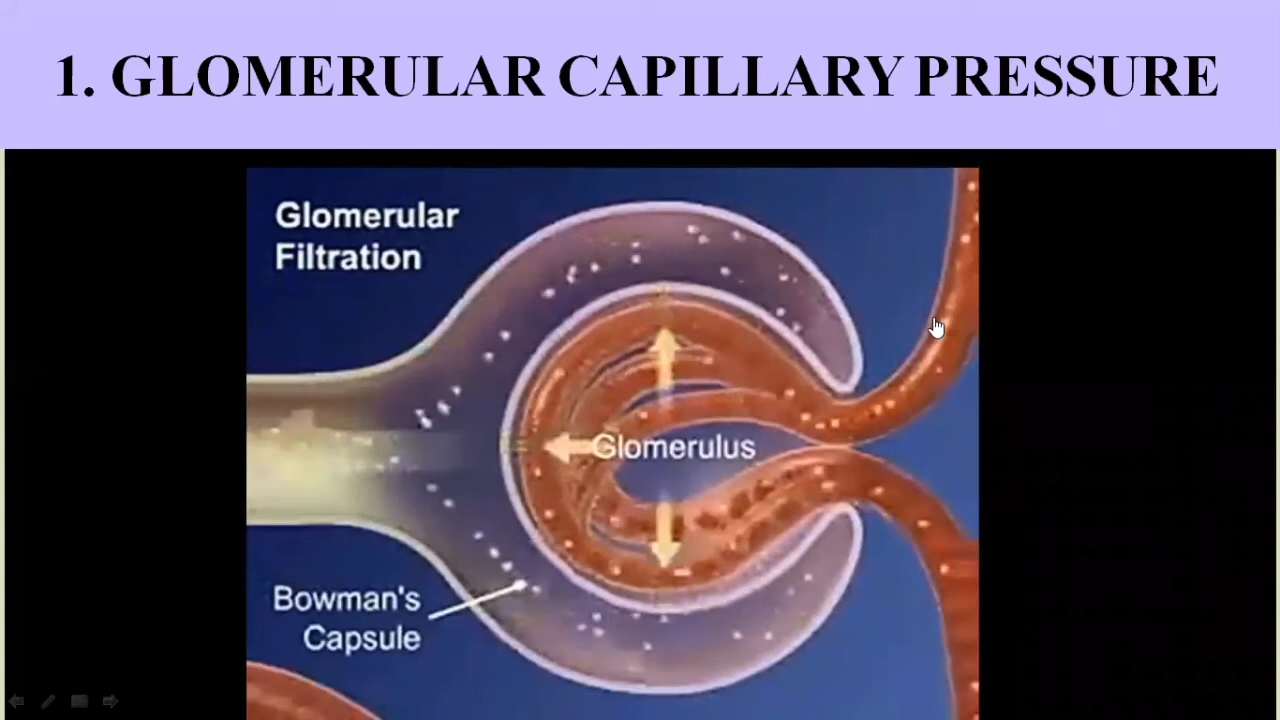 1. GLOMERULAR CAPILLARY PRESSURE
Glomerular
Filtration
Glomerulus
Bowman's
Capsule